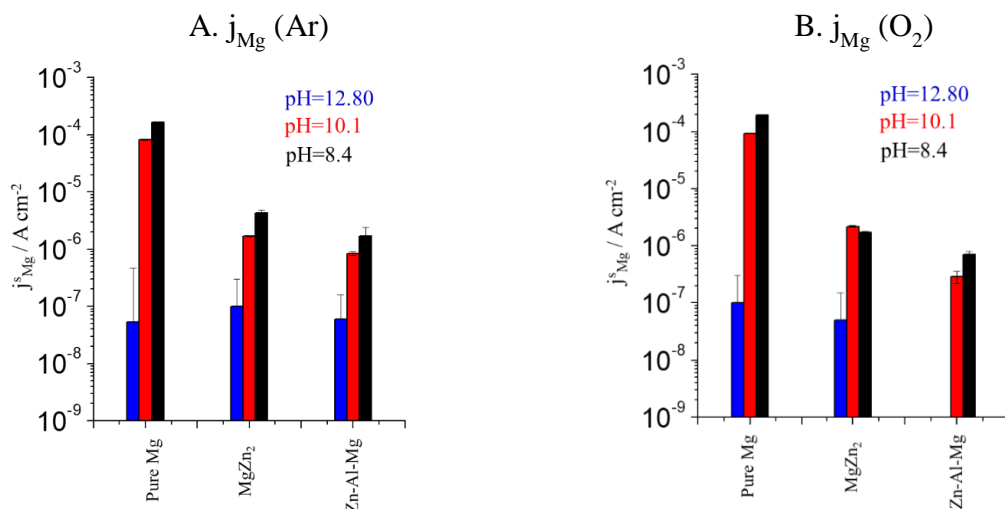 A. jMg (Ar)
10-3
10-4
10-5
10-6
10-7
10-8
10-9
jsMg / A cm-2
pH=12.80
pH=10.1
pH=8.4
Pure Mg
MgZn2
Zn-Al-Mg
B. jMg (O2)
10-3
10-4
10-5
10-6
10-7
10-8
10-9
jsMg / A cm-2
pH=12.80
pH=10.1
pH=8.4
Pure Mg
MgZn2
Zn-Al-Mg